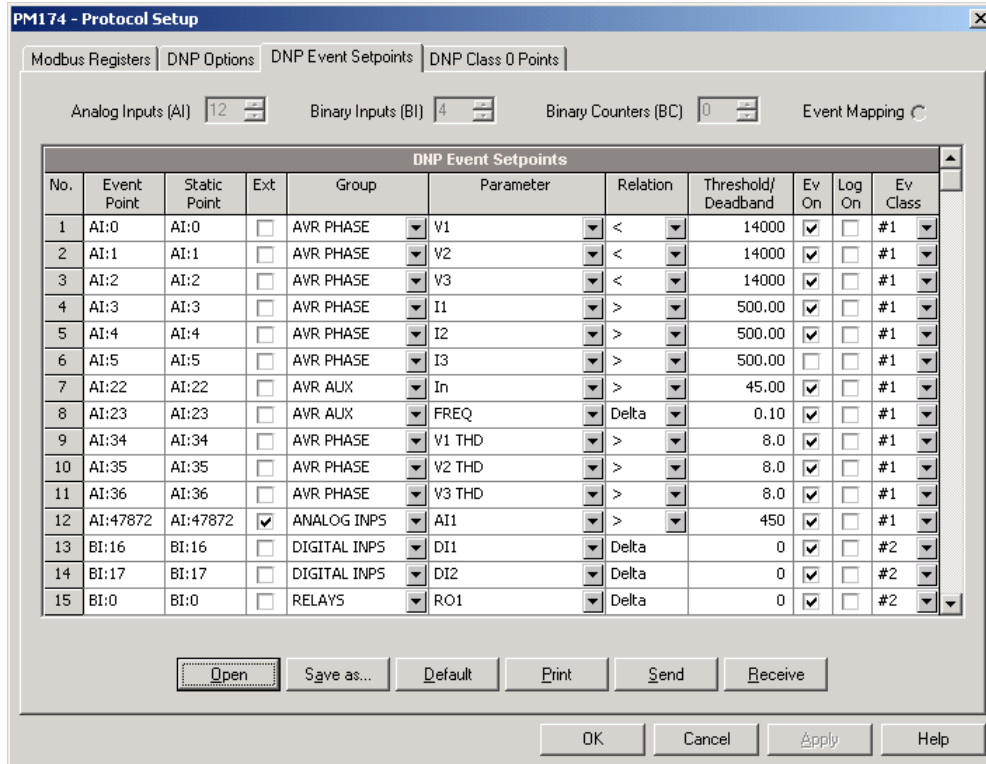 PM174 - Protocol Setup
Modbus Registers DNP Options DNP Event Setpoints DNP Class 0 Points
Analog Inputs (AI) 12 Binary Inputs (BI) 4 Binary Counters (BC) 0 Event Mapping
DNP Event Setpoints
No. Event Point Static Point Ext Group Parameter Relation Threshold/ Deadband Ev On Log On Ev Class
1 AI:0 AI:0 AVR PHASE V1 < 14000 #1
2 AI:1 AI:1 AVR PHASE V2 < 14000 #1
3 AI:2 AI:2 AVR PHASE V3 < 14000 #1
4 AI:3 AI:3 AVR PHASE I1 > 500.00 #1
5 AI:4 AI:4 AVR PHASE I2 > 500.00 #1
6 AI:5 AI:5 AVR PHASE I3 > 500.00 #1
7 AI:22 AI:22 AVR AUX In > 45.00 #1
8 AI:23 AI:23 AVR AUX FREQ Delta 0.10 #1
9 AI:34 AI:34 AVR PHASE V1 THD > 8.0 #1
10 AI:35 AI:35 AVR PHASE V2 THD > 8.0 #1
11 AI:36 AI:36 AVR PHASE V3 THD > 8.0 #1
12 AI:47872 AI:47872 ANALOG INPS AI1 > 450 #1
13 BI:16 BI:16 DIGITAL INPS DI1 Delta 0 #2
14 BI:17 BI:17 DIGITAL INPS DI2 Delta 0 #2
15 BI:0 BI:0 RELAYS RO1 Delta 0 #2
Open Save as... Default Print Send Receive
OK Cancel Apply Help